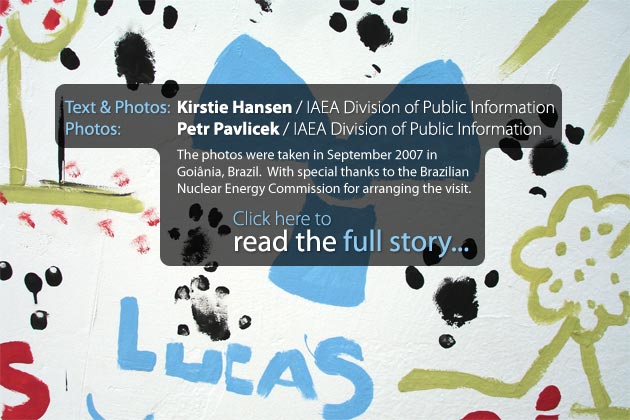 Text & Photos: Kirstie Hansen / IAEA Division of Public Information
Photos: Petr Pavlicek / IAEA Division of Public Information
The photos were taken in September 2007 in
Goiânia, Brazil. With special thanks to the Brazilian
Nuclear Energy Commission for arranging the visit.
Click here to
read the full story...
LUCAS